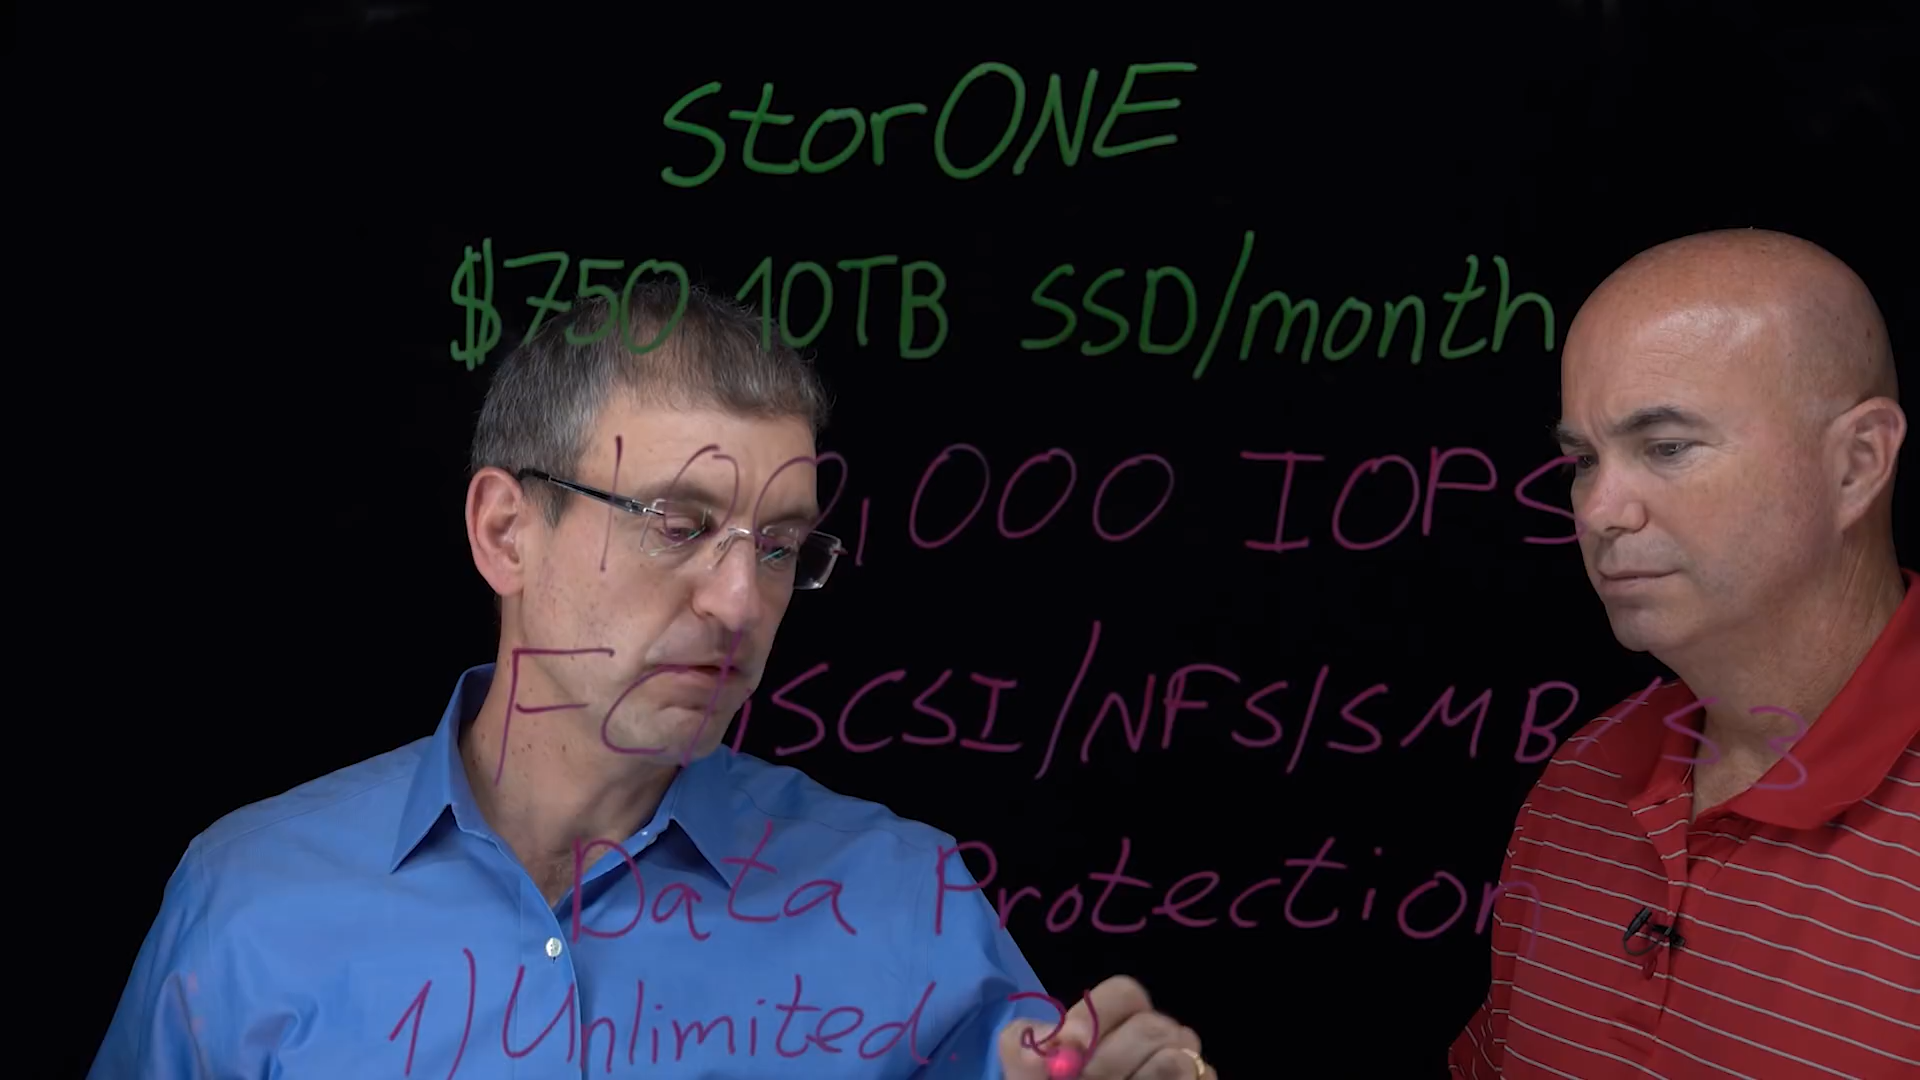 StorONE
$750 10TB SSD/month
100,000 IOPS
FC/iSCSI/NFS/SMB/S3
Data Protection
1) Unlimited. 2)